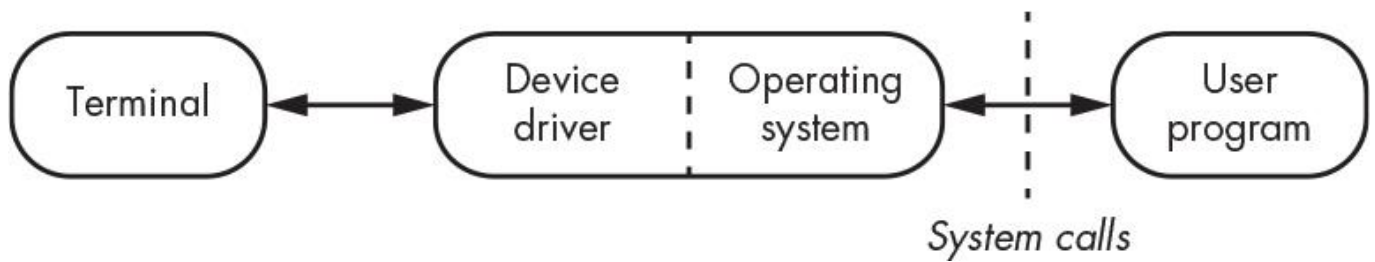 Terminal
Device
driver
Operating
system
User
program
System calls